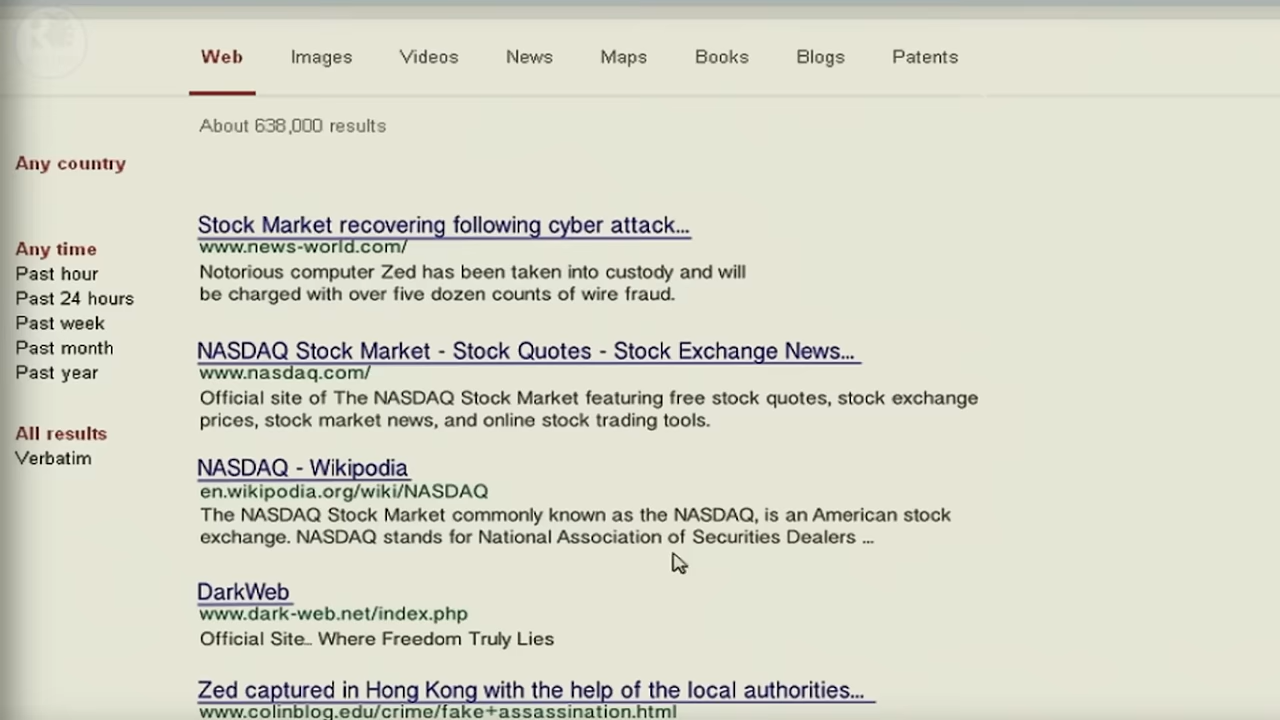 Web Images Videos News Maps Books Blogs Patents
About 638,000 results
Any country
Any time
Past hour
Past 24 hours
Past week
Past month
Past year
All results
Verbatim
Stock Market recovering following cyber attack...
www.news-world.com/
Notorious computer Zed has been taken into custody and will
be charged with over five dozen counts of wire fraud.
NASDAQ Stock Market - Stock Quotes - Stock Exchange News...
www.nasdaq.com/
Official site of The NASDAQ Stock Market featuring free stock quotes, stock exchange
prices, stock market news, and online stock trading tools.
NASDAQ - Wikipodia
en.wikipodia.org/wiki/NASDAQ
The NASDAQ Stock Market commonly known as the NASDAQ, is an American stock
exchange. NASDAQ stands for National Association of Securities Dealers ...
DarkWeb
www.dark-web.net/index.php
Official Site... Where Freedom Truly Lies
Zed captured in Hong Kong with the help of the local authorities...
www.colinblog.edu/crime/fake+assassination.html